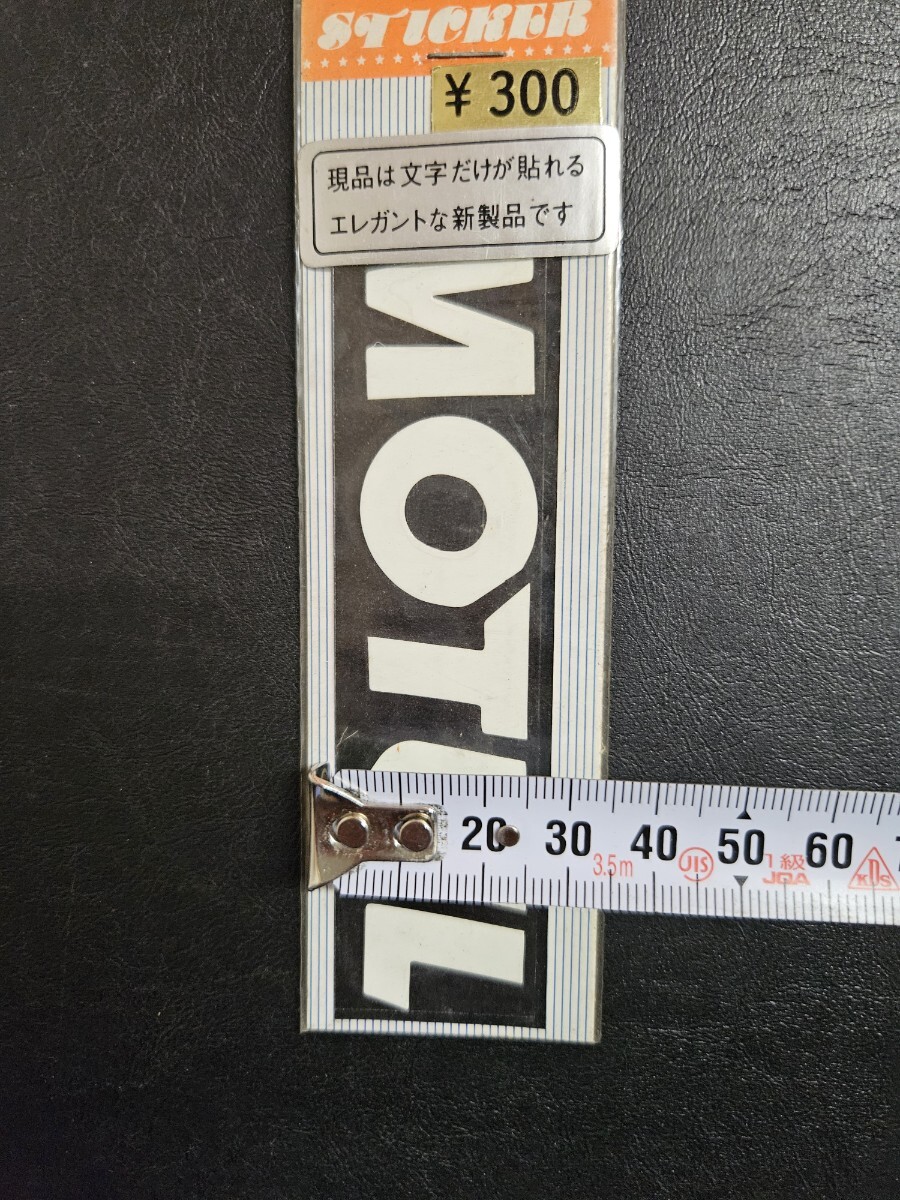 STICKER
¥ 300
現品は文字だけが貼れる
エレガントな新製品です
MOTUL
20 30 40 50 60 7
3.5m JIS 1級 JQA KDS